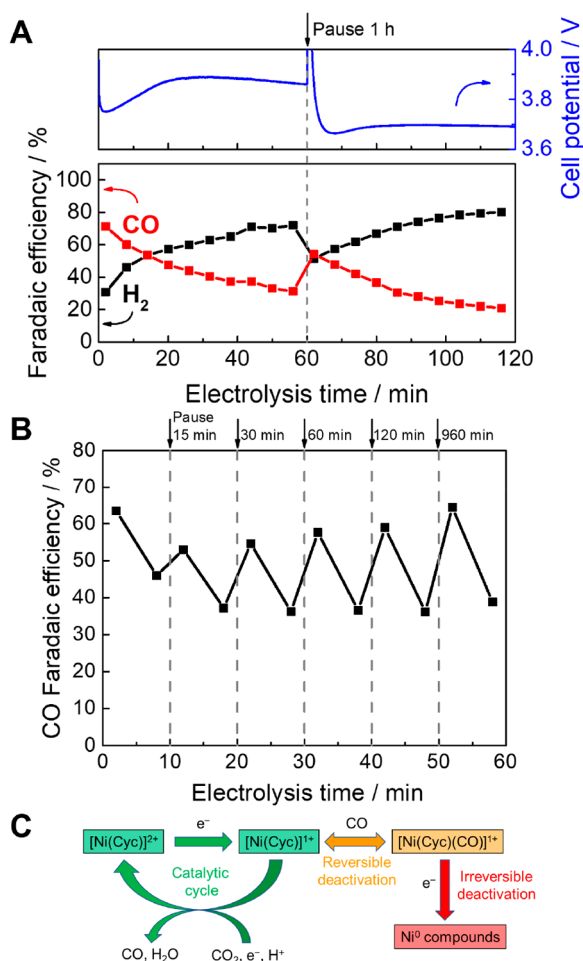 A
Pause 1 h
4.0
3.8
3.6
Cell potential / V
100
80
60
40
20
0
Faradaic efficiency / %
CO
H₂
0 20 40 60 80 100 120
Electrolysis time / min
B
Pause
15 min 30 min 60 min 120 min 960 min
80
70
60
50
40
30
20
10
0
CO Faradaic efficiency / %
0 10 20 30 40 50 60
Electrolysis time / min
C
[Ni(Cyc)]²⁺ e⁻ [Ni(Cyc)]¹⁺ CO [Ni(Cyc)(CO)]¹⁺
Reversible
deactivation
Catalytic
cycle
e⁻ Irreversible
deactivation
CO, H₂O CO₂, e⁻, H⁺
Ni⁰ compounds